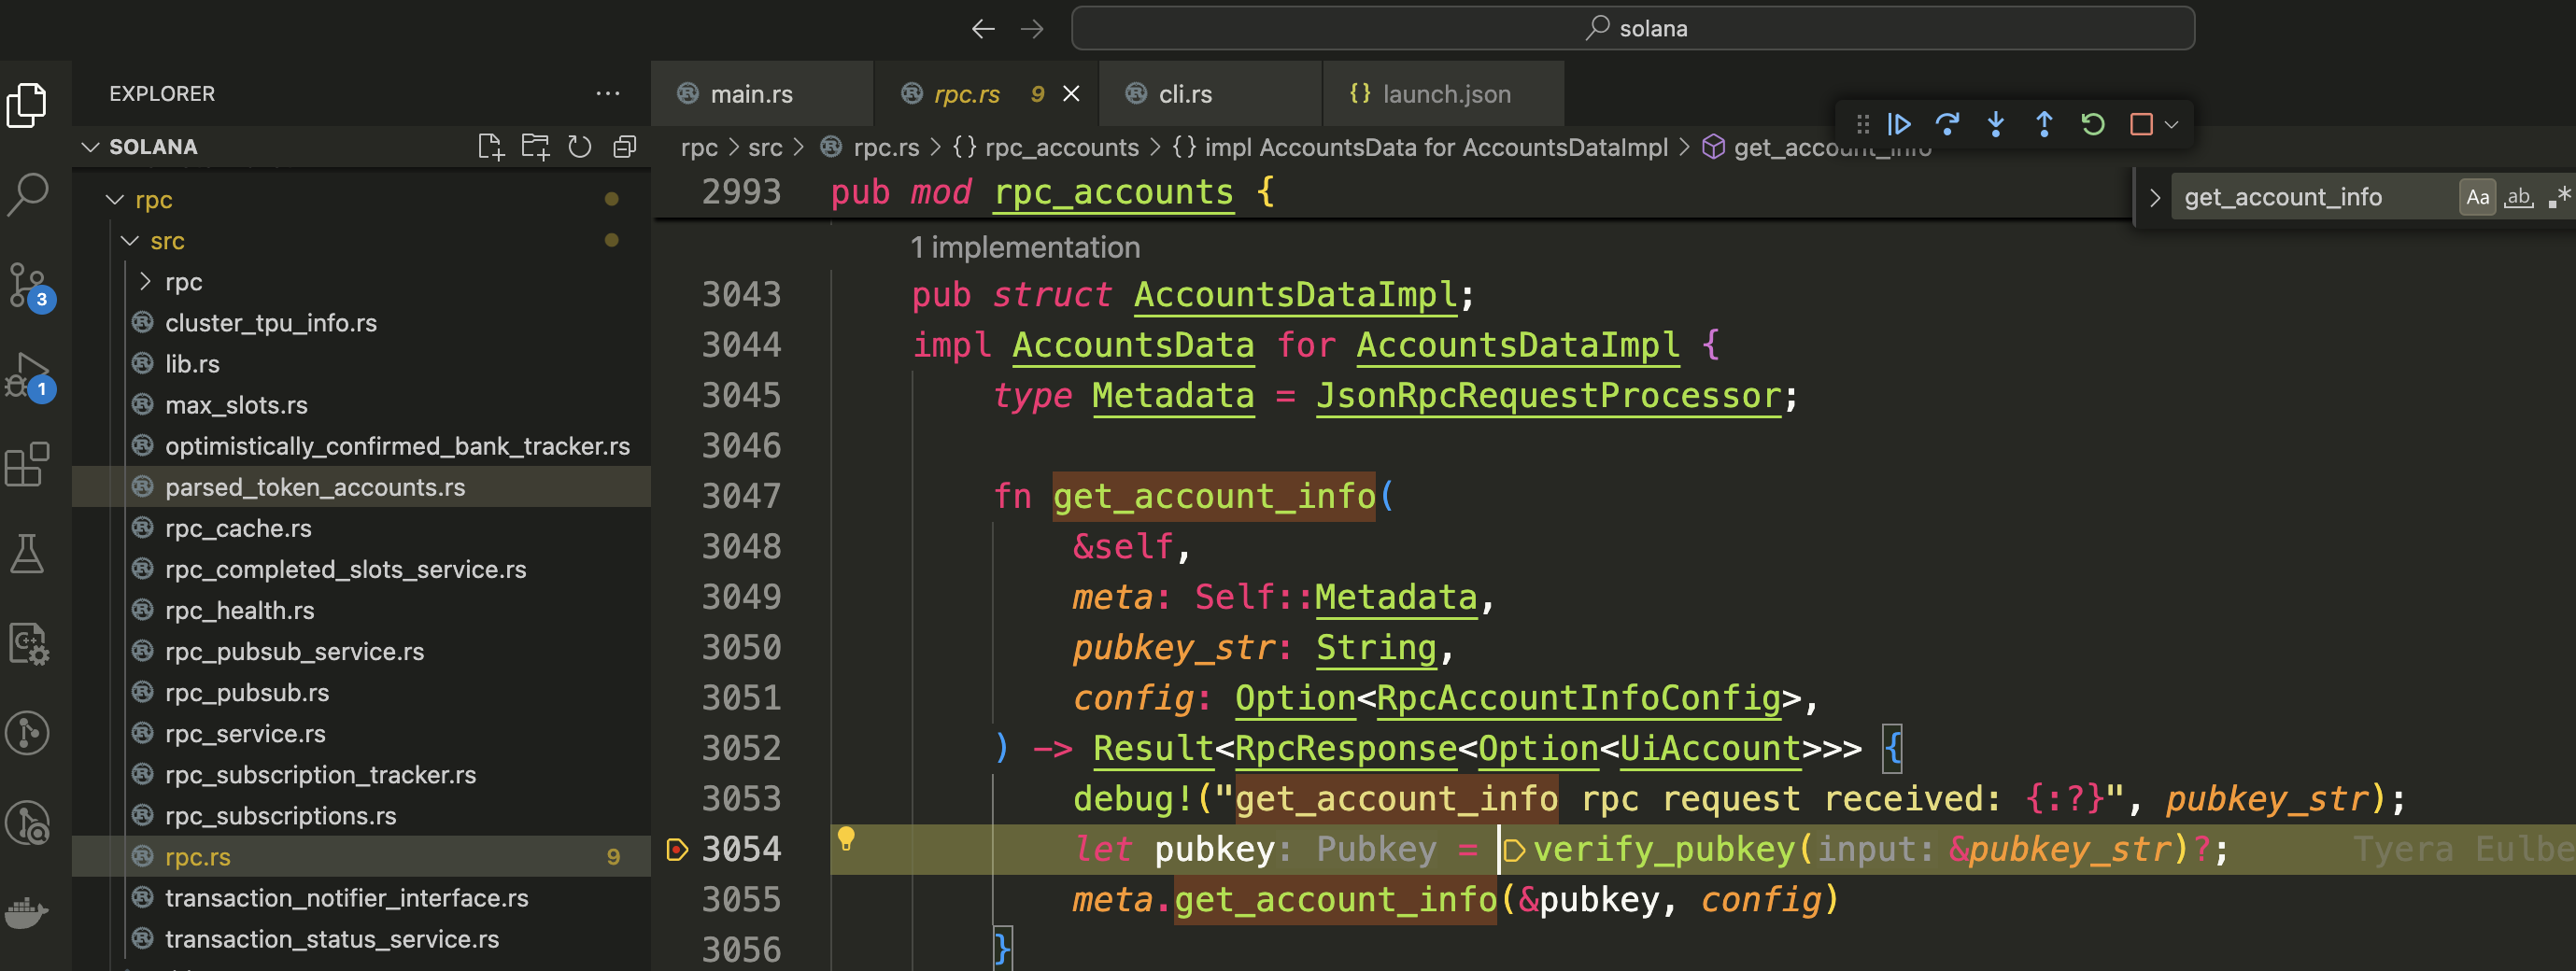 solana
EXPLORER
SOLANA
rpc
src
rpc
cluster_tpu_info.rs
lib.rs
max_slots.rs
optimistically_confirmed_bank_tracker.rs
parsed_token_accounts.rs
rpc_cache.rs
rpc_completed_slots_service.rs
rpc_health.rs
rpc_pubsub_service.rs
rpc_pubsub.rs
rpc_service.rs
rpc_subscription_tracker.rs
rpc_subscriptions.rs
rpc.rs 9
transaction_notifier_interface.rs
transaction_status_service.rs
3
1
main.rs rpc.rs 9 cli.rs {} launch.json
rpc > src > rpc.rs > {} rpc_accounts > {} impl AccountsData for AccountsDataImpl > get_account_info
get_account_info Aa ab .*
2993 pub mod rpc_accounts {
1 implementation
3043 pub struct AccountsDataImpl;
3044 impl AccountsData for AccountsDataImpl {
3045 type Metadata = JsonRpcRequestProcessor;
3046
3047 fn get_account_info(
3048 &self,
3049 meta: Self::Metadata,
3050 pubkey_str: String,
3051 config: Option<RpcAccountInfoConfig>,
3052 ) -> Result<RpcResponse<Option<UiAccount>>> {
3053 debug!("get_account_info rpc request received: {:?}", pubkey_str);
3054 let pubkey: Pubkey = verify_pubkey(input: &pubkey_str)?; Tyera Eulbe
3055 meta.get_account_info(&pubkey, config)
3056 }